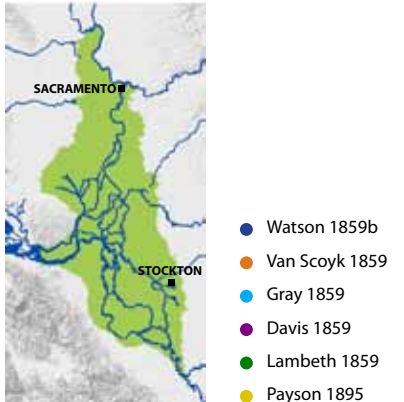 SACRAMENTO
STOCKTON
Watson 1859b
Van Scoyk 1859
Gray 1859
Davis 1859
Lambeth 1859
Payson 1895